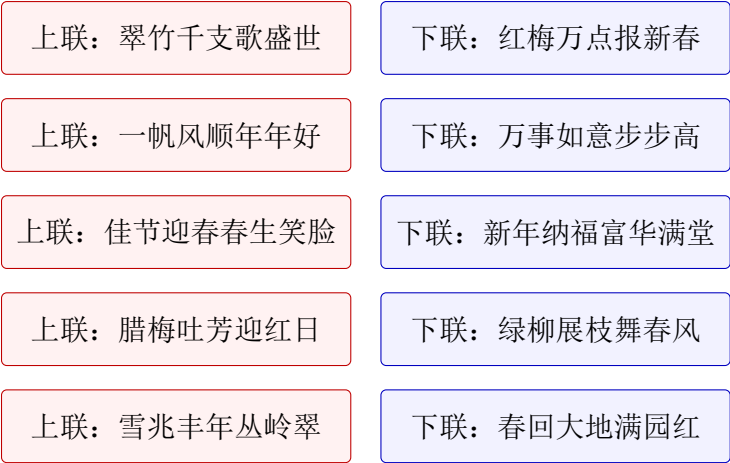 上联：翠竹千支歌盛世
下联：红梅万点报新春
上联：一帆风顺年年好
下联：万事如意步步高
上联：佳节迎春春生笑脸
下联：新年纳福富华满堂
上联：腊梅吐芳迎红日
下联：绿柳展枝舞春风
上联：雪兆丰年丛岭翠
下联：春回大地满园红